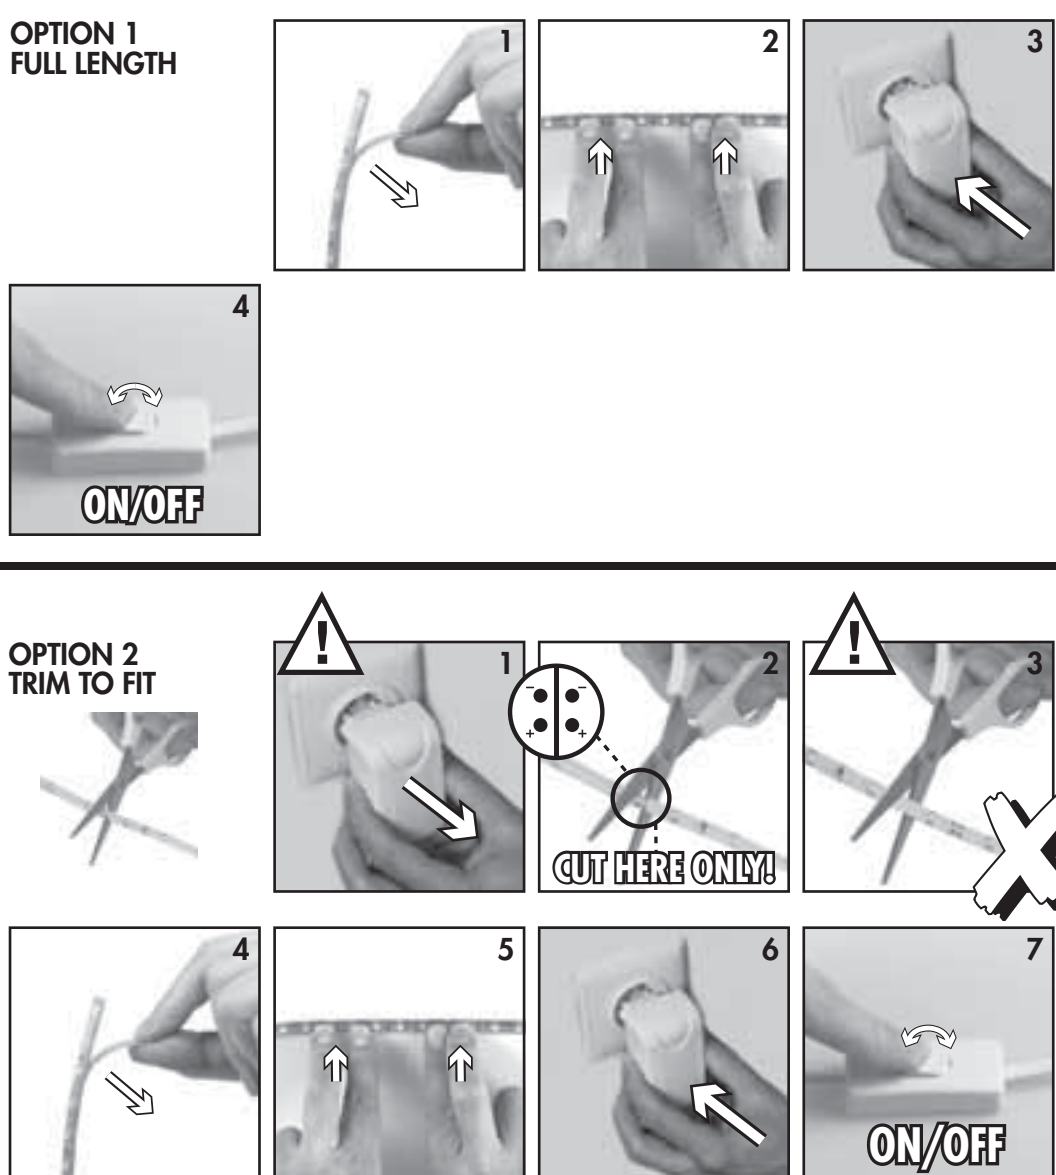 OPTION 1
FULL LENGTH
1
2
3
4
ON/OFF
OPTION 2
TRIM TO FIT
!
1
- -
+ +
2
CUT HERE ONLY!
!
3
4
5
6
7
ON/OFF